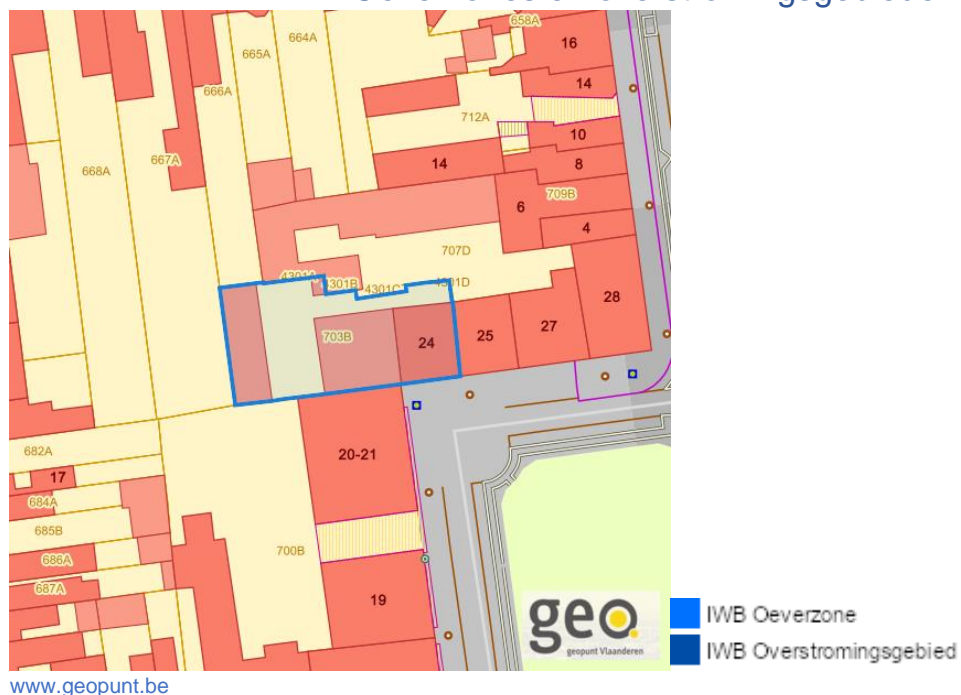 658A
664A
16
665A
14
666A
712A
10
667A
14
8
668A
709B
6
4
707D
4301A
4301B
4301C
4301D
28
703B
24
25
27
682A
20-21
17
684A
685B
700B
686A
687A
19
geo
geopunt Vlaanderen
IWB Oeverzone
IWB Overstromingsgebied
www.geopunt.be